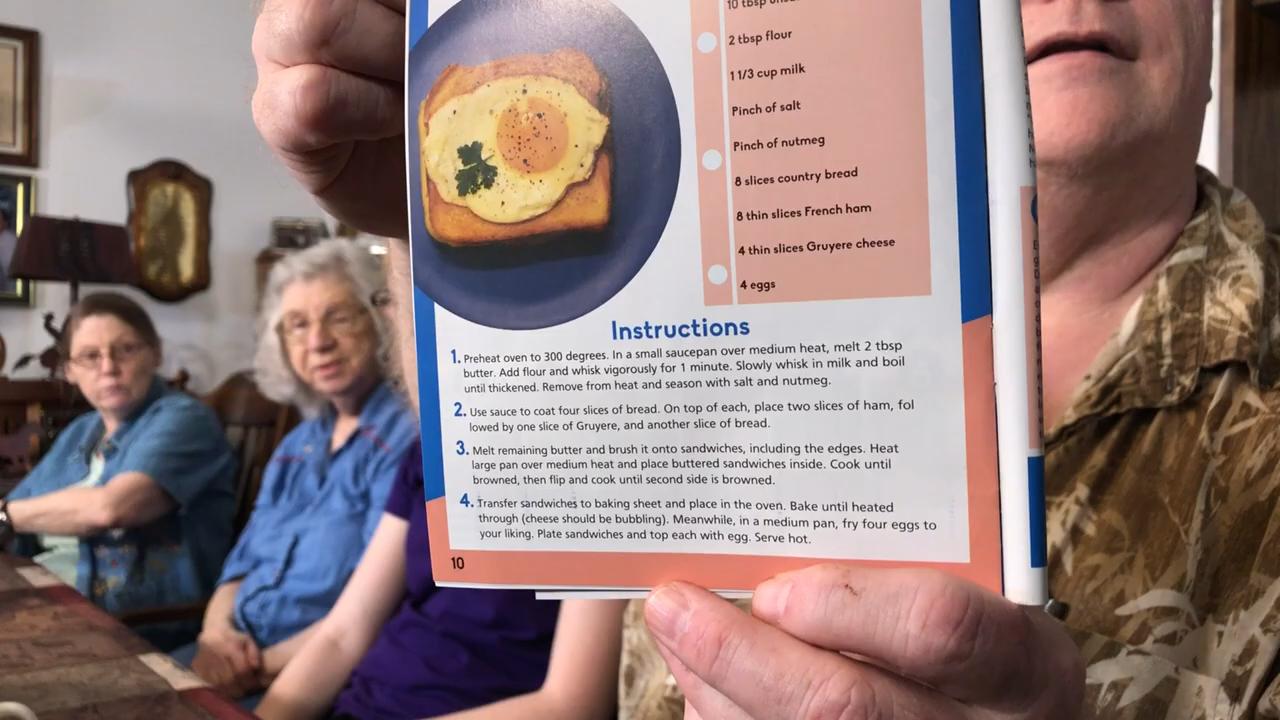 10 tbsp
2 tbsp flour
1 1/3 cup milk
Pinch of salt
Pinch of nutmeg
8 slices country bread
8 thin slices French ham
4 thin slices Gruyere cheese
4 eggs
Instructions
1. Preheat oven to 300 degrees. In a small saucepan over medium heat, melt 2 tbsp
butter. Add flour and whisk vigorously for 1 minute. Slowly whisk in milk and boil
until thickened. Remove from heat and season with salt and nutmeg.
2. Use sauce to coat four slices of bread. On top of each, place two slices of ham, fol
lowed by one slice of Gruyere, and another slice of bread.
3. Melt remaining butter and brush it onto sandwiches, including the edges. Heat
large pan over medium heat and place buttered sandwiches inside. Cook until
browned, then flip and cook until second side is browned.
4. Transfer sandwiches to baking sheet and place in the oven. Bake until heated
through (cheese should be bubbling). Meanwhile, in a medium pan, fry four eggs to
your liking. Plate sandwiches and top each with egg. Serve hot.
10